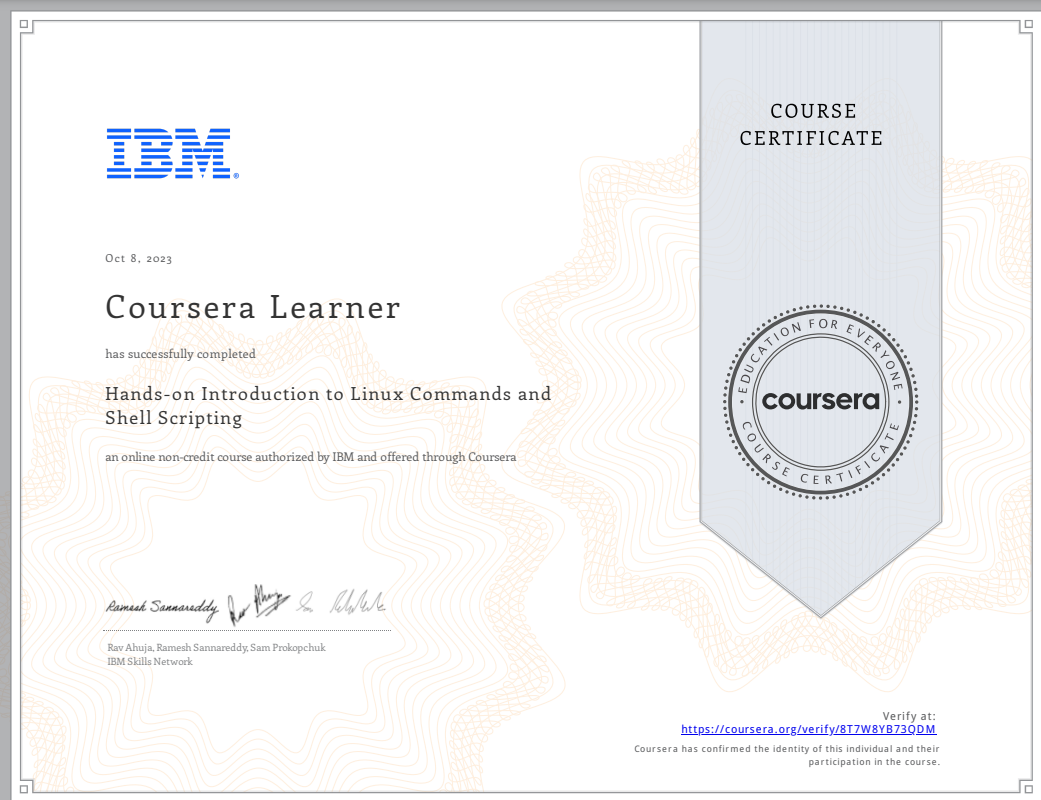 IBM®
COURSE
CERTIFICATE
Oct 8, 2023
Coursera Learner
has successfully completed
Hands-on Introduction to Linux Commands and
Shell Scripting
an online non-credit course authorized by IBM and offered through Coursera
EDUCATION FOR EVERYONE
coursera
COURSE CERTIFICATE
Ramesh Sannareddy
Rav Ahuja, Ramesh Sannareddy, Sam Prokopchuk
IBM Skills Network
Verify at:
https://coursera.org/verify/8T7W8YB73QDM
Coursera has confirmed the identity of this individual and their
participation in the course.